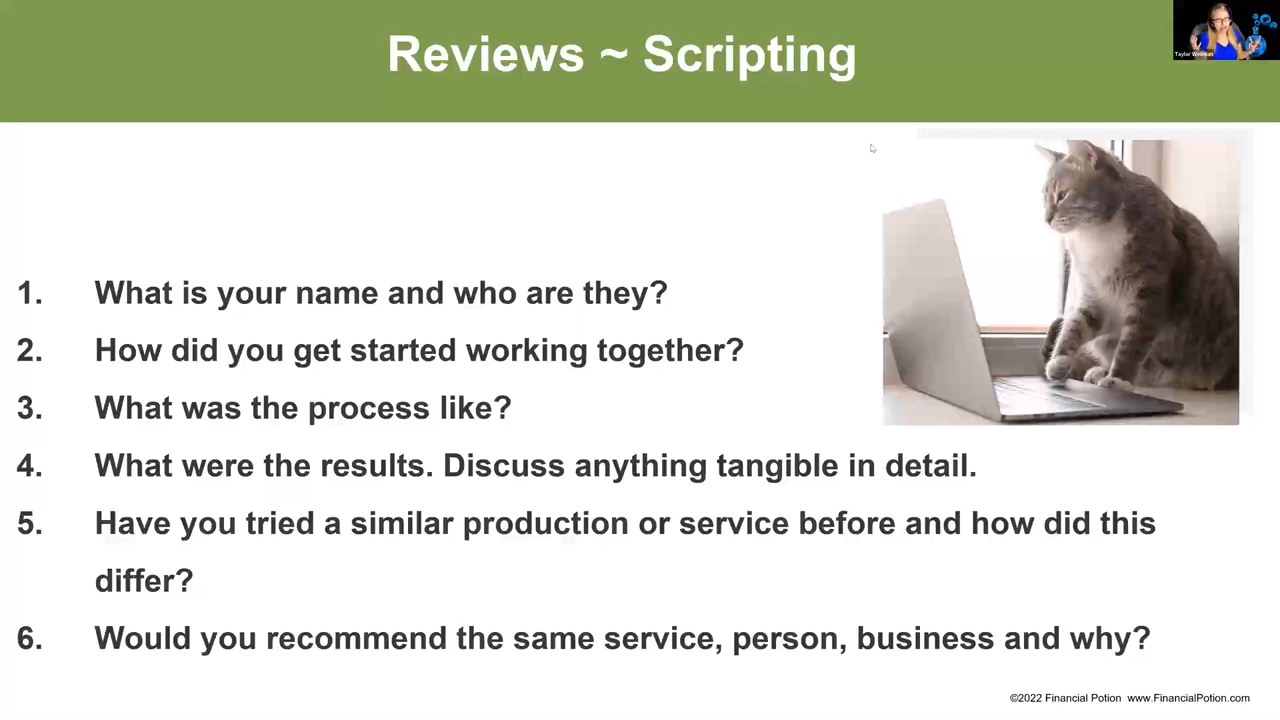 Reviews ~ Scripting
Taylor Wellman
1. What is your name and who are they?
2. How did you get started working together?
3. What was the process like?
4. What were the results. Discuss anything tangible in detail.
5. Have you tried a similar production or service before and how did this
differ?
6. Would you recommend the same service, person, business and why?
©2022 Financial Potion www.FinancialPotion.com